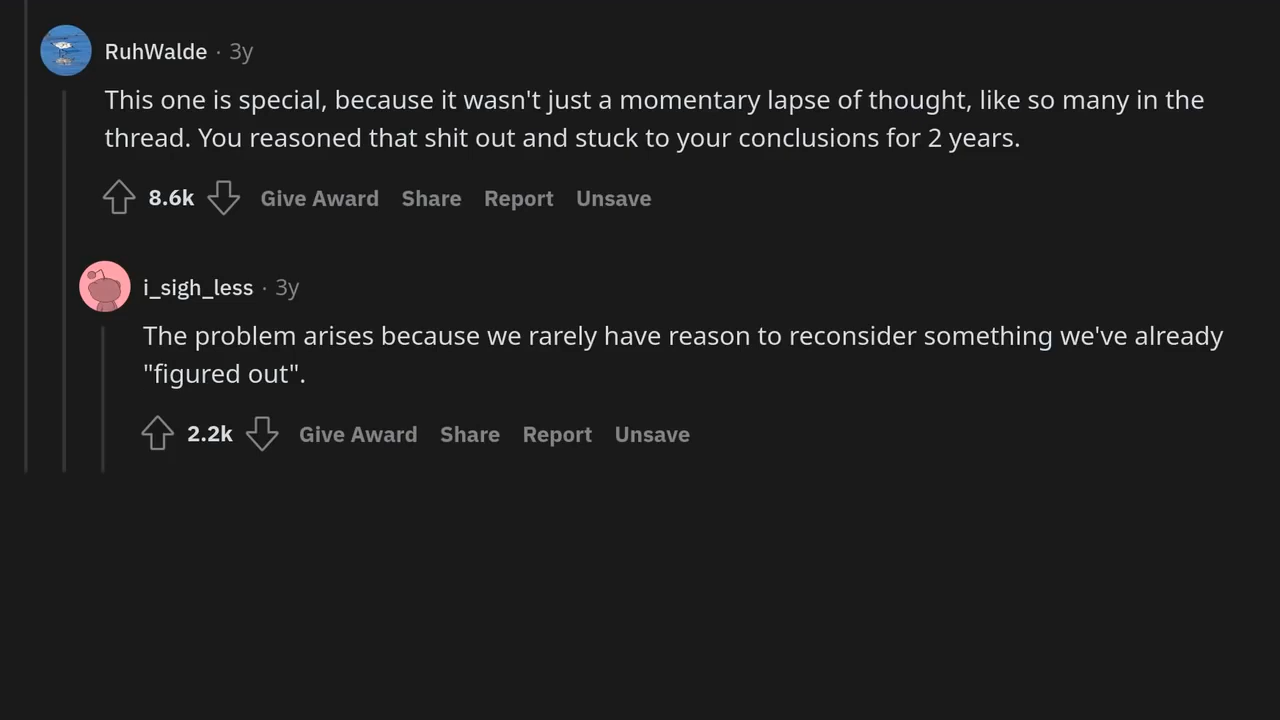 RuhWalde · 3y
This one is special, because it wasn't just a momentary lapse of thought, like so many in the
thread. You reasoned that shit out and stuck to your conclusions for 2 years.
8.6k Give Award Share Report Unsave
i_sigh_less · 3y
The problem arises because we rarely have reason to reconsider something we've already
"figured out".
2.2k Give Award Share Report Unsave